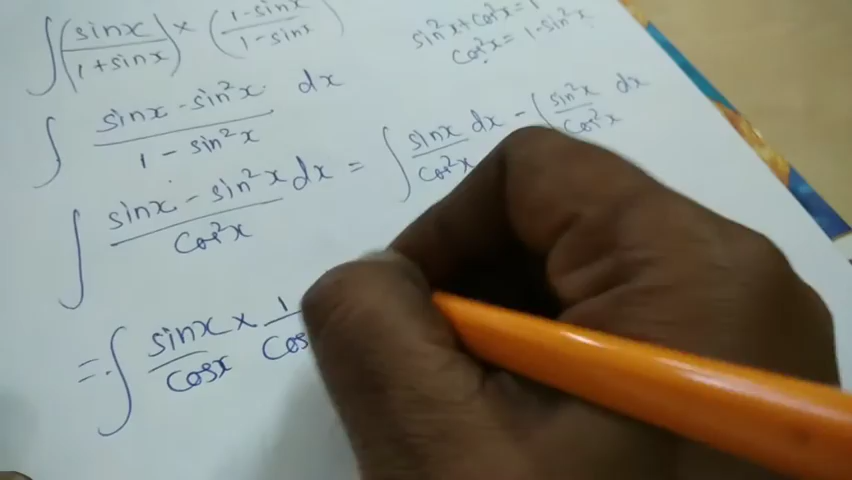 ∫(sinx/1+sinx) × (1-sinx/1-sinx)
sin²x+cos²x=1
cos²x=1-sin²x
∫ sinx-sin²x/1-sin²x dx
∫ sinx-sin²x/cos²x dx = ∫ sinx/cos²x dx - ∫ sin²x/cos²x dx
=∫ sinx/cosx × 1/cos